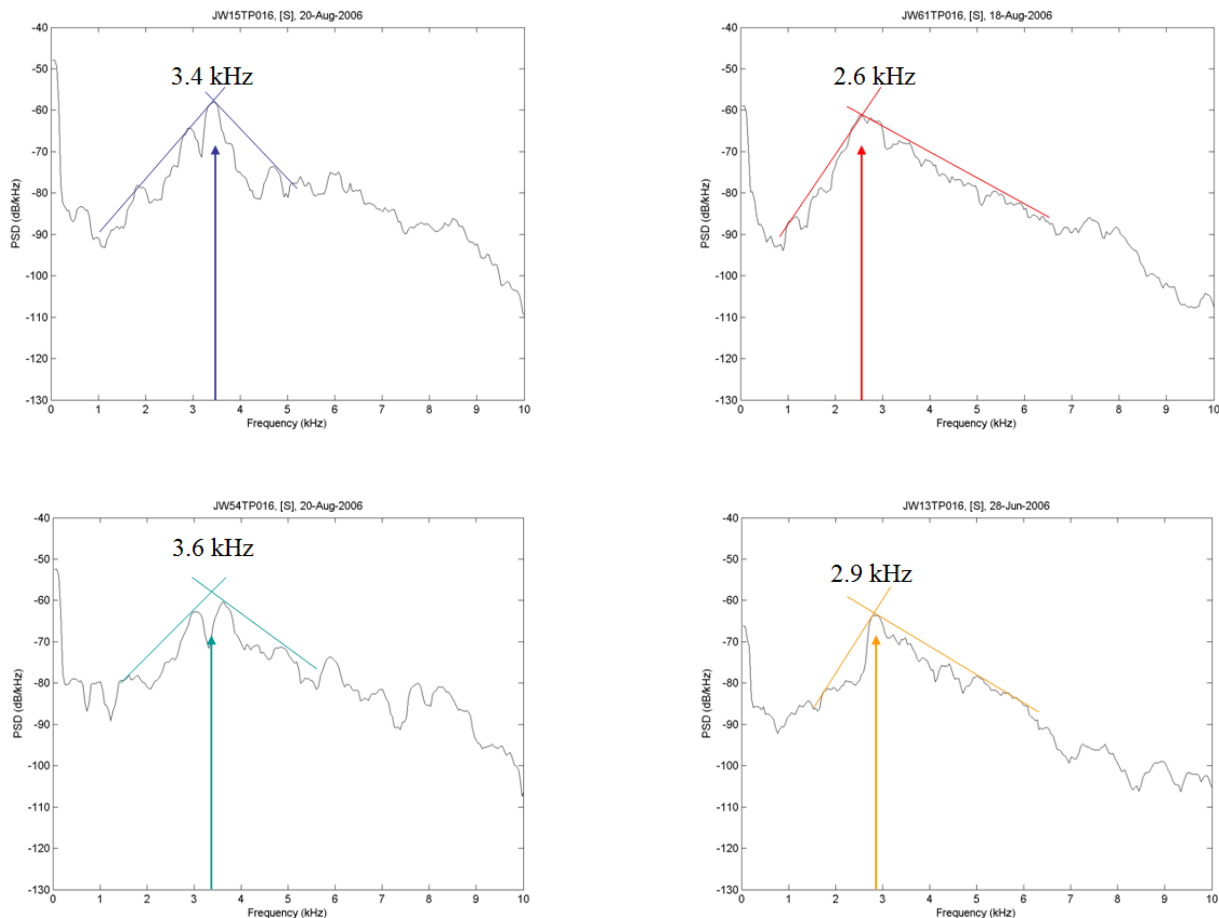 JW15TP016, [S], 20-Aug-2006
3.4 kHz
PSD (dB/kHz)
-40
-50
-60
-70
-80
-90
-100
-110
-120
-130
0 1 2 3 4 5 6 7 8 9 10
Frequency (kHz)
JW61TP016, [S], 18-Aug-2006
2.6 kHz
PSD (dB/kHz)
-40
-50
-60
-70
-80
-90
-100
-110
-120
-130
0 1 2 3 4 5 6 7 8 9 10
Frequency (kHz)
JW54TP016, [S], 20-Aug-2006
3.6 kHz
PSD (dB/kHz)
-40
-50
-60
-70
-80
-90
-100
-110
-120
-130
0 1 2 3 4 5 6 7 8 9 10
Frequency (kHz)
JW13TP016, [S], 28-Jun-2006
2.9 kHz
PSD (dB/kHz)
-40
-50
-60
-70
-80
-90
-100
-110
-120
-130
0 1 2 3 4 5 6 7 8 9 10
Frequency (kHz)